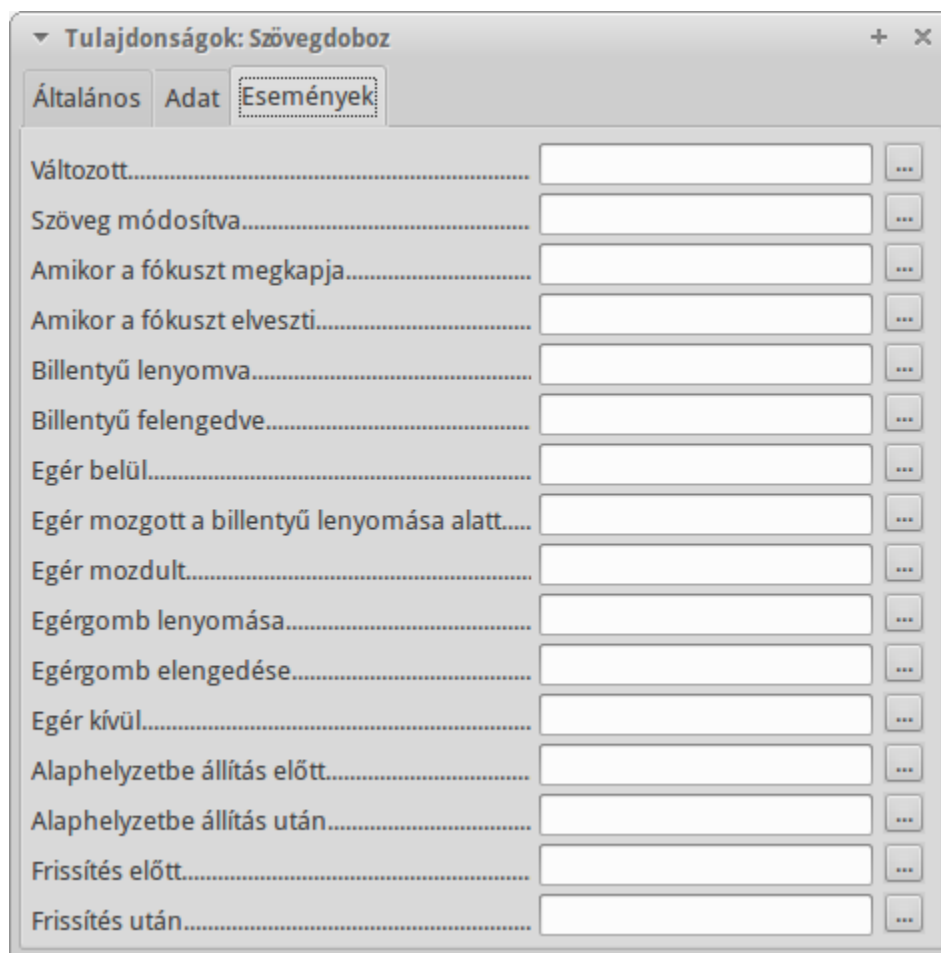 Tulajdonságok: Szövegdoboz
Általános Adat Események
Változott................................................................ ...
Szöveg módosítva............................................. ...
Amikor a fókuszt megkapja............................. ...
Amikor a fókuszt elveszti.................................. ...
Billentyű lenyomva............................................ ...
Billentyű felengedve......................................... ...
Egér belül............................................................ ...
Egér mozgott a billentyű lenyomása alatt..... ...
Egér mozdult...................................................... ...
Egérgomb lenyomása....................................... ...
Egérgomb elengedése...................................... ...
Egér kívül............................................................. ...
Alaphelyzetbe állítás előtt................................ ...
Alaphelyzetbe állítás után................................ ...
Frissítés előtt....................................................... ...
Frissítés után....................................................... ...